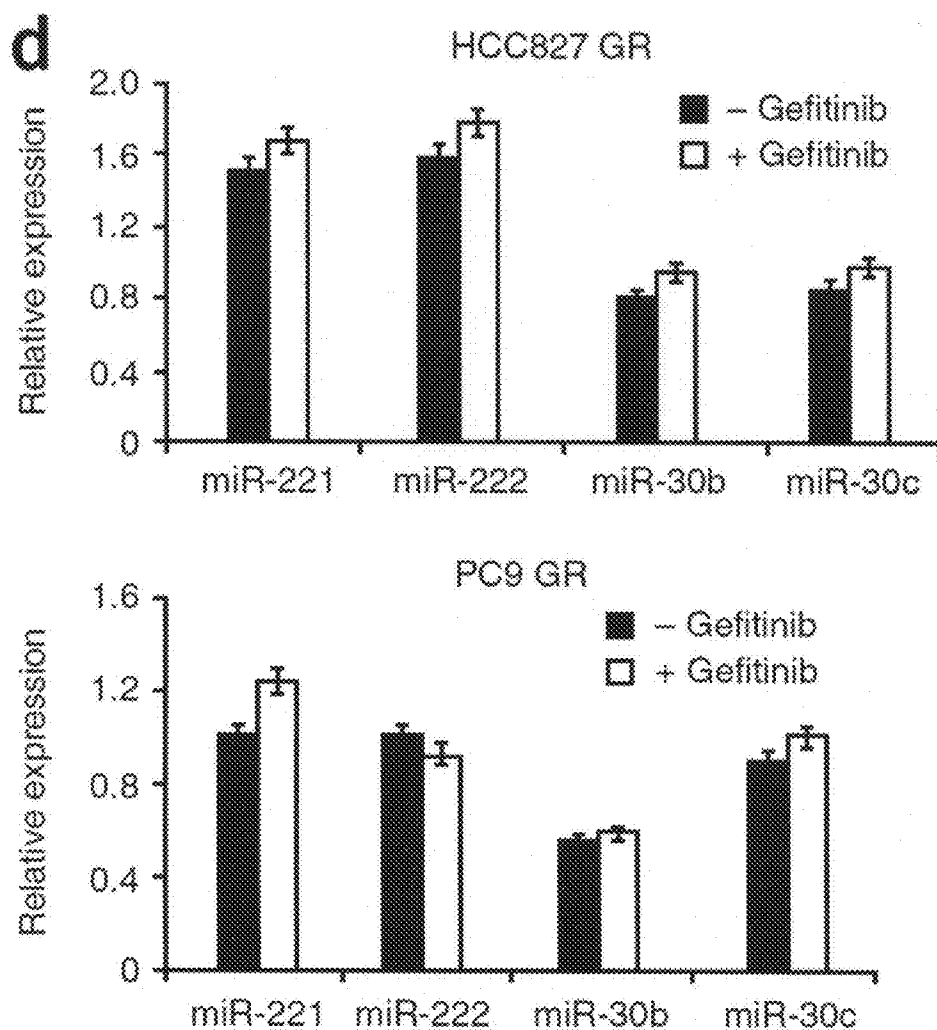 d
HCC827 GR
2.0
1.6
1.2
0.8
0.4
0
Relative expression
– Gefitinib
+ Gefitinib
miR-221 miR-222 miR-30b miR-30c
PC9 GR
1.6
1.2
0.8
0.4
0
Relative expression
– Gefitinib
+ Gefitinib
miR-221 miR-222 miR-30b miR-30c